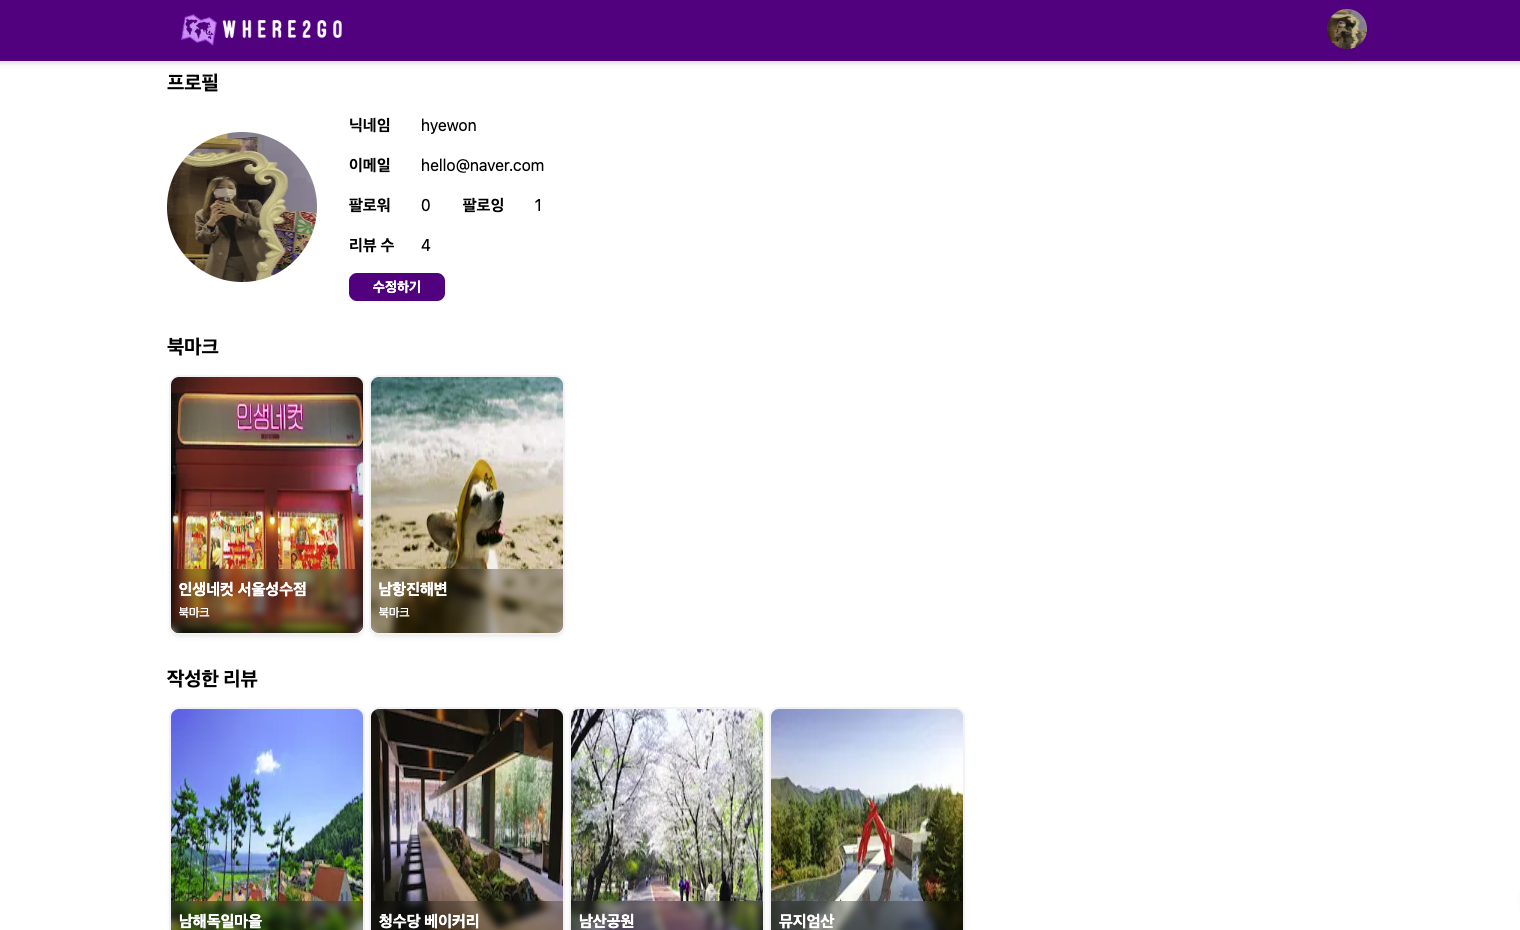 WHERE2GO
프로필
닉네임 hyewon
이메일 hello@naver.com
팔로워 0 팔로잉 1
리뷰 수 4
수정하기
북마크
인생네컷
인생네컷 서울성수점
북마크
남항진해변
북마크
작성한 리뷰
남해독일마을
청수당 베이커리
남산공원
뮤지엄산